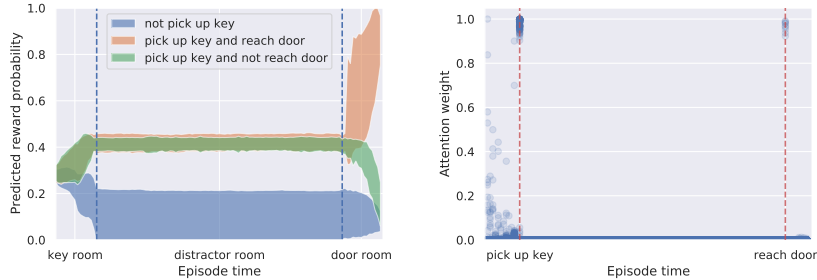 1.0
0.8
0.6
0.4
0.2
0.0
Predicted reward probability
not pick up key
pick up key and reach door
pick up key and not reach door
key room
distractor room
door room
Episode time
1.0
0.8
0.6
0.4
0.2
0.0
Attention weight
pick up key
reach door
Episode time